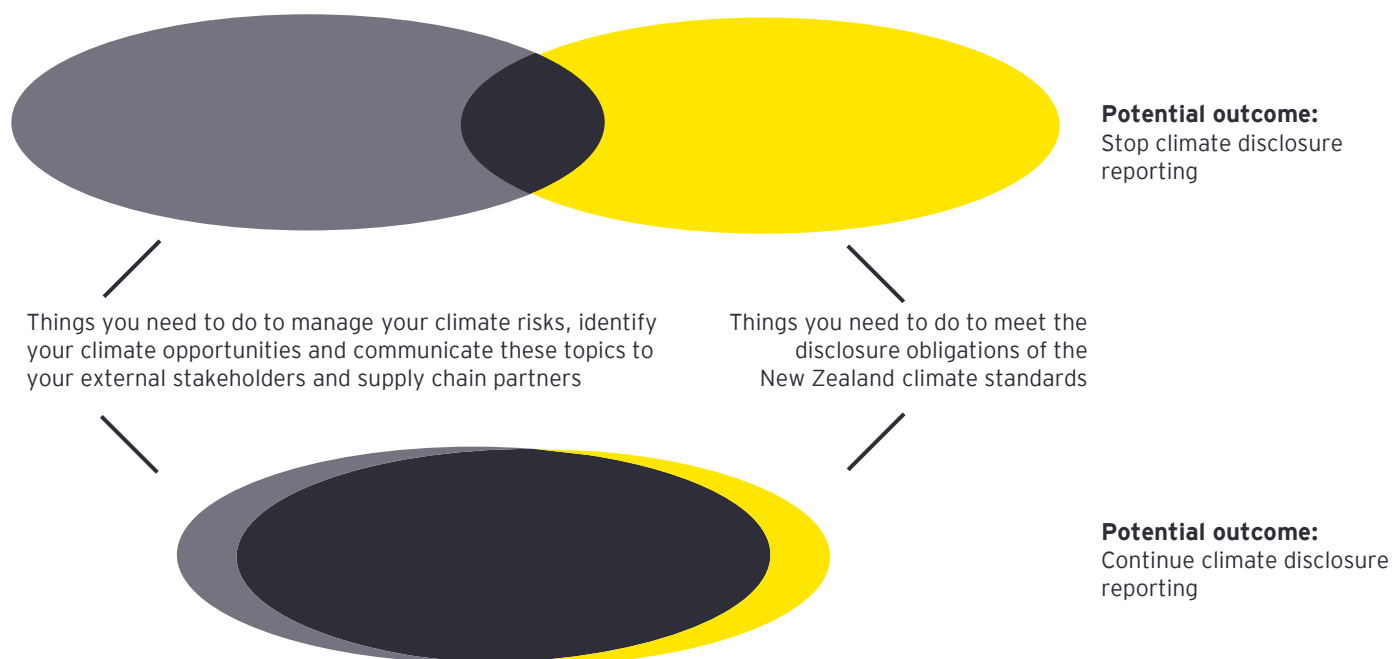 Potential outcome:
Stop climate disclosure
reporting
Things you need to do to manage your climate risks, identify
your climate opportunities and communicate these topics to
your external stakeholders and supply chain partners
Things you need to do to meet the
disclosure obligations of the
New Zealand climate standards
Potential outcome:
Continue climate disclosure
reporting